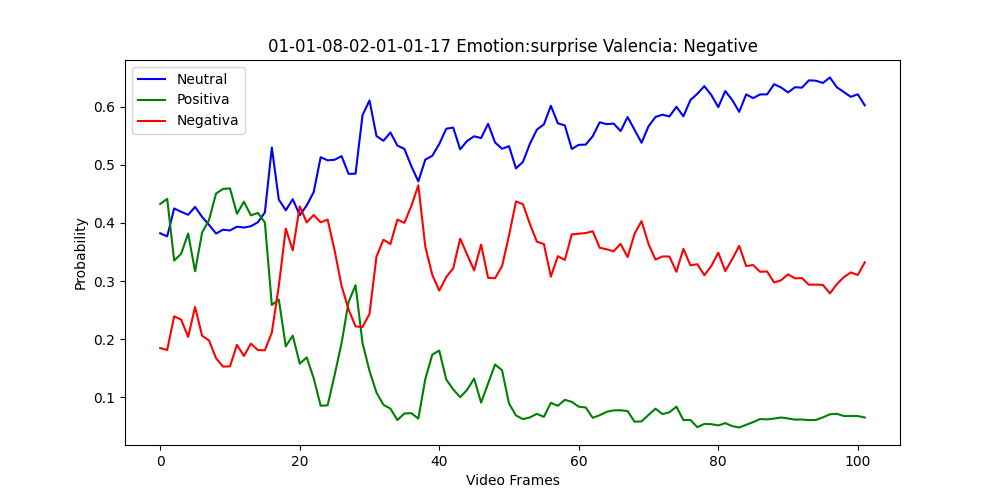 01-01-08-02-01-01-17 Emotion:surprise Valencia: Negative
Neutral
Positiva
Negativa
Probability
0.6
0.5
0.4
0.3
0.2
0.1
0 20 40 60 80 100
Video Frames